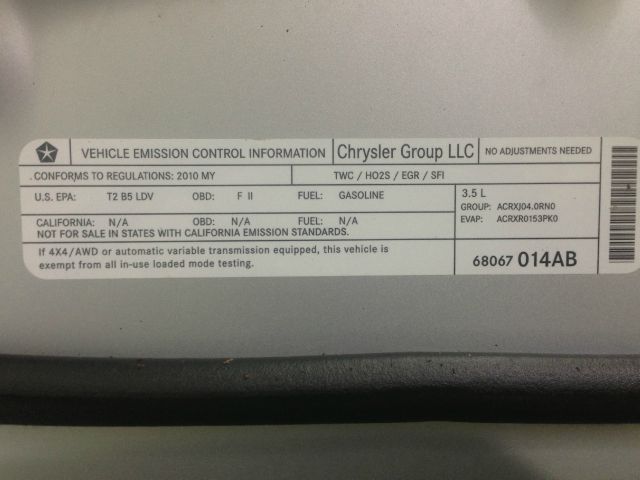 VEHICLE EMISSION CONTROL INFORMATION Chrysler Group LLC NO ADJUSTMENTS NEEDED
CONFORMS TO REGULATIONS: 2010 MY TWC / HO2S / EGR / SFI
U.S. EPA: T2 B5 LDV OBD: F II FUEL: GASOLINE
3.5 L
GROUP: ACRXJ04.0RN0
EVAP: ACRXR0153PK0
CALIFORNIA: N/A OBD: N/A FUEL: N/A
NOT FOR SALE IN STATES WITH CALIFORNIA EMISSION STANDARDS.
If 4X4/AWD or automatic variable transmission equipped, this vehicle is
exempt from all in-use loaded mode testing.
68067 014AB